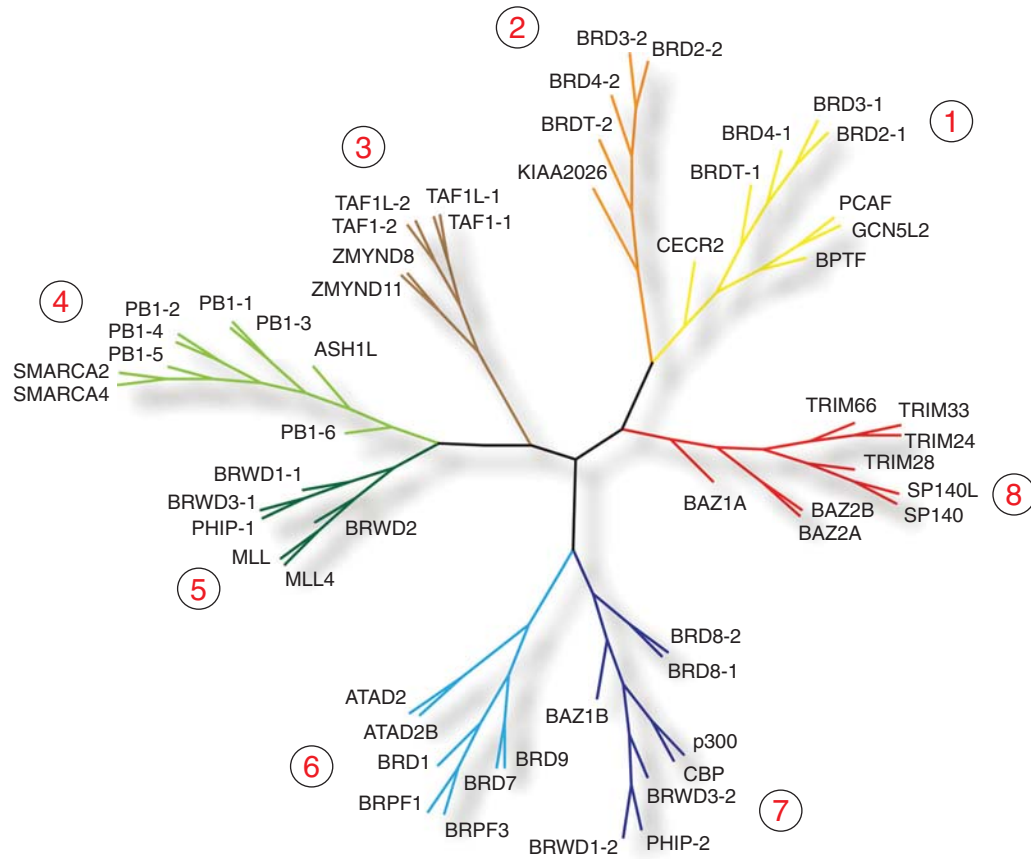 2
BRD3-2
BRD2-2
BRD4-2
BRDT-2
KIAA2026
1
BRD3-1
BRD2-1
BRD4-1
BRDT-1
PCAF
GCN5L2
BPTF
CECR2
3
TAF1L-2
TAF1L-1
TAF1-2
TAF1-1
ZMYND8
ZMYND11
4
PB1-2
PB1-1
PB1-4
PB1-3
PB1-5
ASH1L
SMARCA2
SMARCA4
PB1-6
BRWD1-1
BRWD3-1
PHIP-1
BRWD2
MLL
MLL4
5
TRIM66
TRIM33
TRIM24
TRIM28
SP140L
SP140
BAZ1A
BAZ2B
BAZ2A
8
ATAD2
ATAD2B
BRD1
BRD9
BRD7
BRPF1
BRPF3
6
BRD8-2
BRD8-1
BAZ1B
p300
CBP
BRWD3-2
PHIP-2
BRWD1-2
7